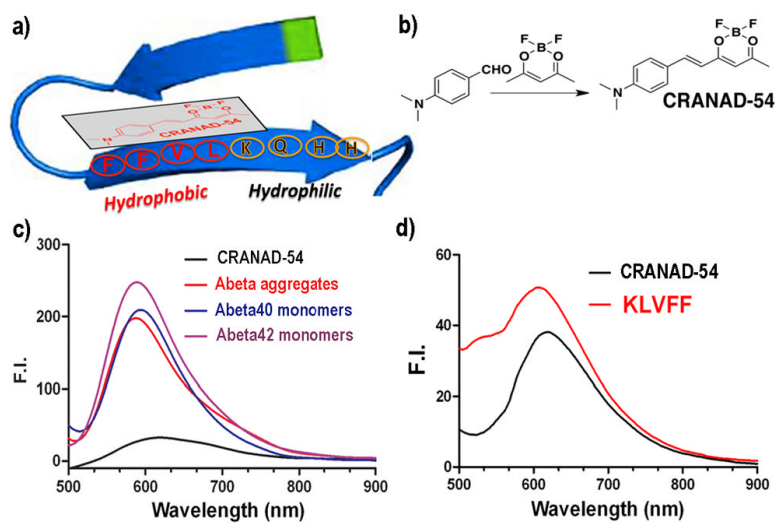 a)
F
F
B
O
O
N
CRANAD-54
F F V L K Q H H
Hydrophobic
Hydrophilic
b)
F F
B
O O
CHO
N
F F
B
O O
N
CRANAD-54
c)
300
200
100
0
F.I.
500 600 700 800 900
Wavelength (nm)
CRANAD-54
Abeta aggregates
Abeta40 monomers
Abeta42 monomers
d)
60
40
20
0
F.I.
500 600 700 800 900
Wavelength (nm)
CRANAD-54
KLVFF